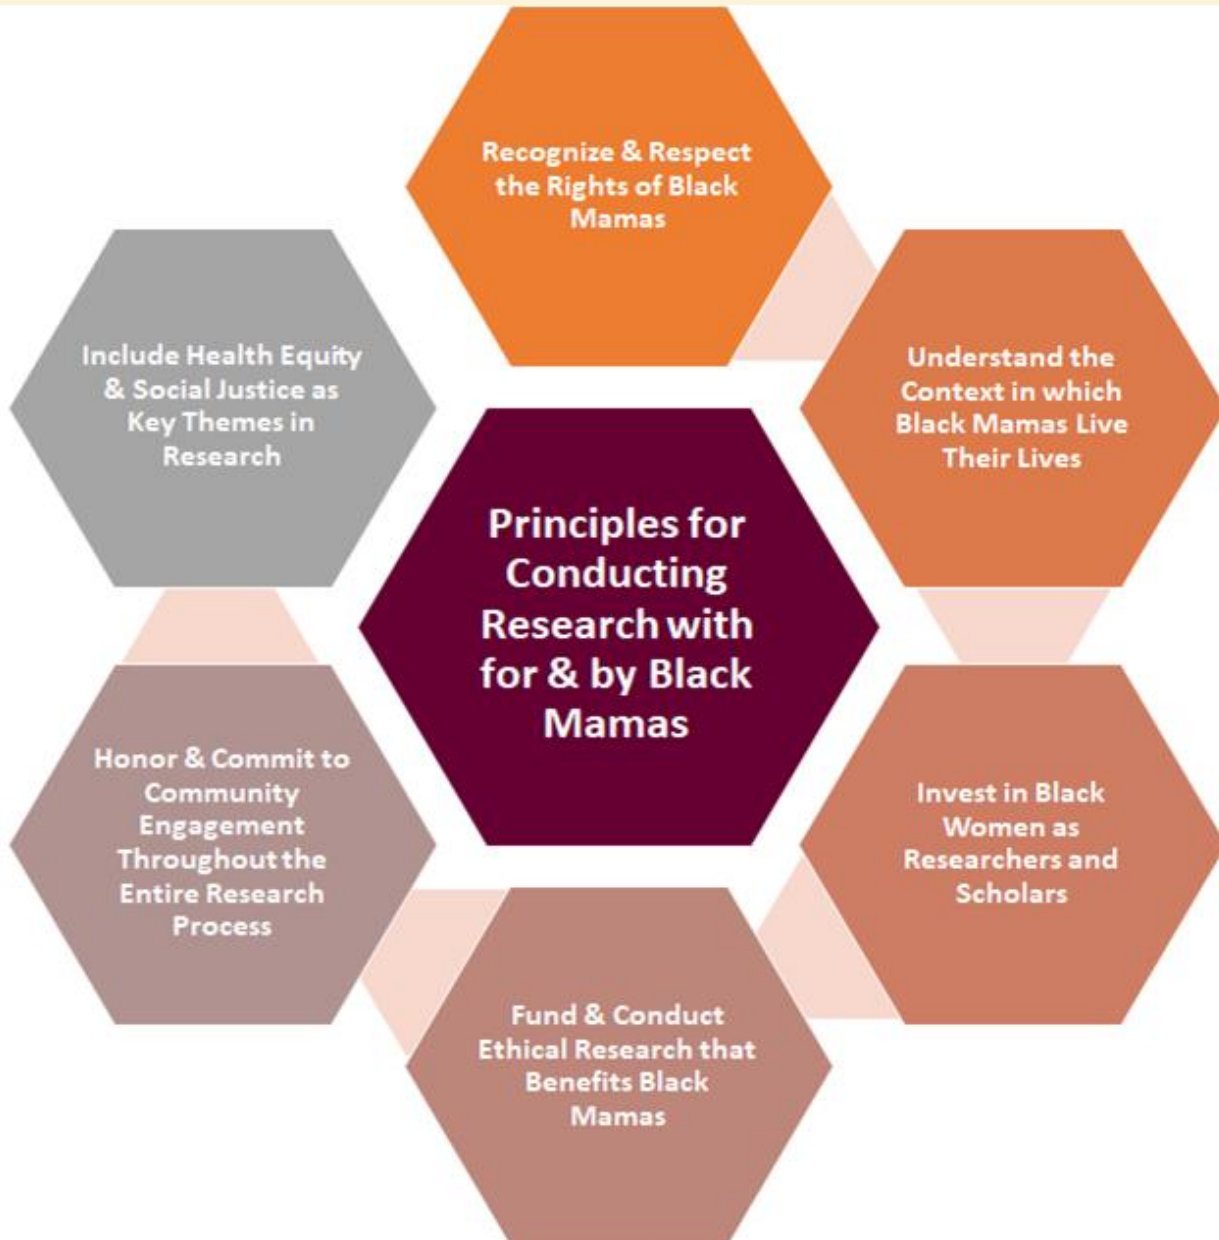 Recognize & Respect
the Rights of Black
Mamas
Understand the
Context in which
Black Mamas Live
Their Lives
Invest in Black
Women as
Researchers and
Scholars
Fund & Conduct
Ethical Research that
Benefits Black
Mamas
Honor & Commit to
Community
Engagement
Throughout the
Entire Research
Process
Include Health Equity
& Social Justice as
Key Themes in
Research
Principles for
Conducting
Research with
for & by Black
Mamas